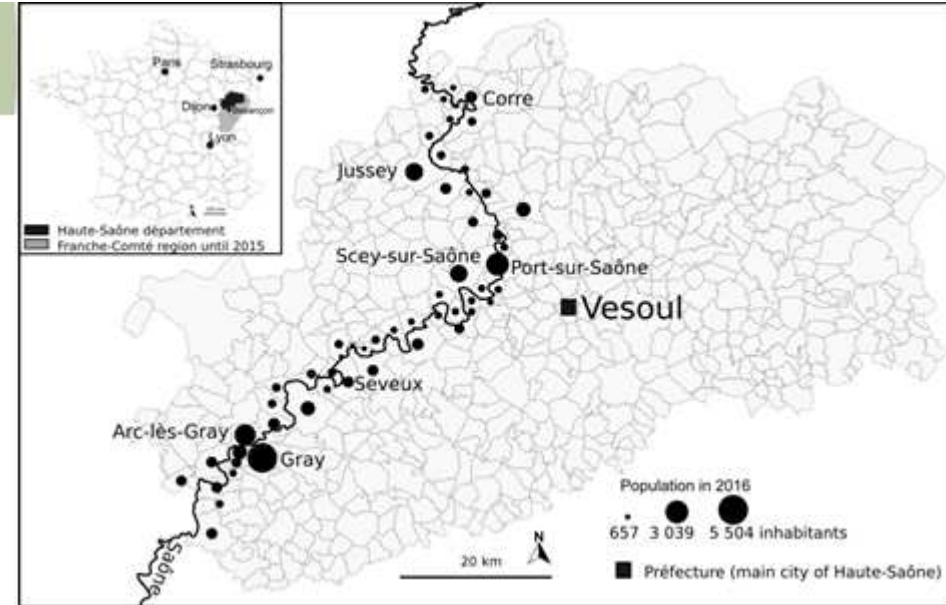 Paris
Strasbourg
Dijon
Besançon
Lyon
Haute-Saône département
Franche-Comté region until 2015
Corre
Jussey
Scey-sur-Saône
Port-sur-Saône
Vesoul
Seveux
Arc-lès-Gray
Gray
Saône
Population in 2016
657 3 039 5 504 inhabitants
N
20 km
Préfecture (main city of Haute-Saône)